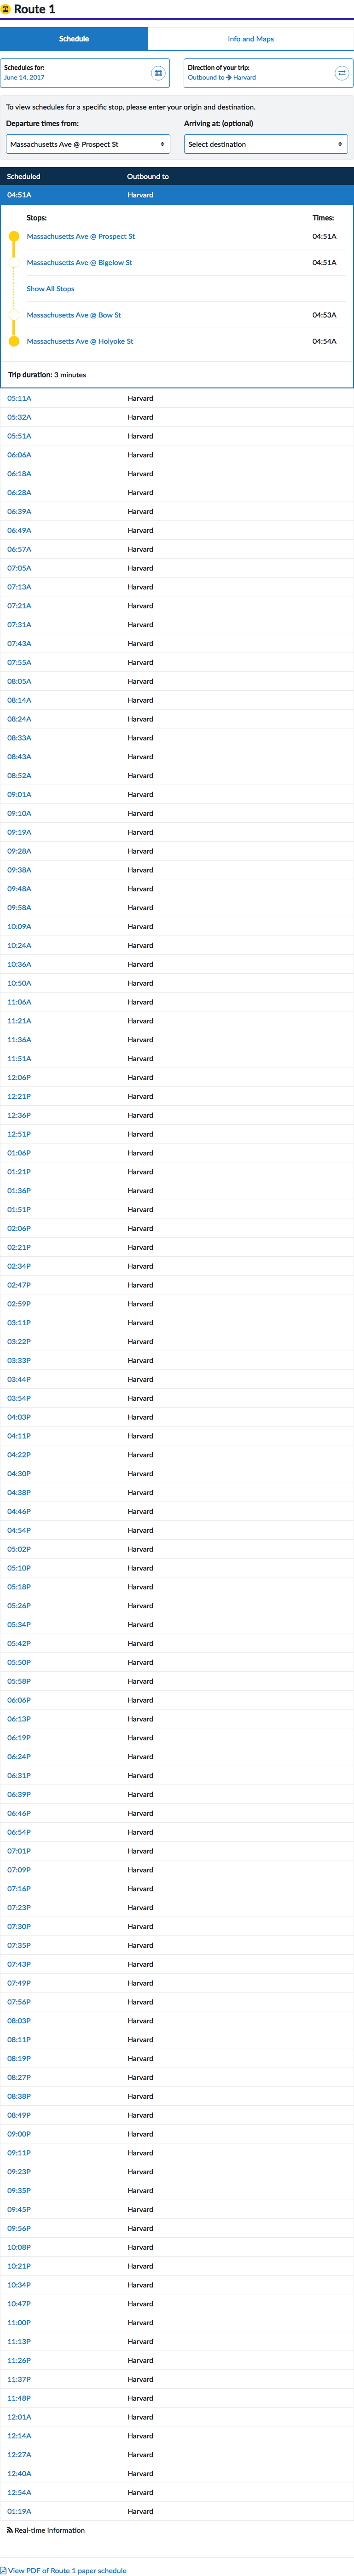 Route 1
Schedule Info and Maps
Schedules for: Direction of your trip:
June 14, 2017 Outbound to → Harvard
To view schedules for a specific stop, please enter your origin and destination.
Departure times from: Arriving at: (optional)
Massachusetts Ave @ Prospect St Select destination
Scheduled Outbound to
04:51A Harvard
Stops: Times:
Massachusetts Ave @ Prospect St 04:51A
Massachusetts Ave @ Bigelow St 04:51A
Show All Stops
Massachusetts Ave @ Bow St 04:53A
Massachusetts Ave @ Holyoke St 04:54A
Trip duration: 3 minutes
05:11A Harvard
05:32A Harvard
05:51A Harvard
06:06A Harvard
06:18A Harvard
06:28A Harvard
06:39A Harvard
06:49A Harvard
06:57A Harvard
07:05A Harvard
07:13A Harvard
07:21A Harvard
07:31A Harvard
07:43A Harvard
07:55A Harvard
08:05A Harvard
08:14A Harvard
08:24A Harvard
08:33A Harvard
08:43A Harvard
08:52A Harvard
09:01A Harvard
09:10A Harvard
09:19A Harvard
09:28A Harvard
09:38A Harvard
09:48A Harvard
09:58A Harvard
10:09A Harvard
10:24A Harvard
10:36A Harvard
10:50A Harvard
11:06A Harvard
11:21A Harvard
11:36A Harvard
11:51A Harvard
12:06P Harvard
12:21P Harvard
12:36P Harvard
12:51P Harvard
01:06P Harvard
01:21P Harvard
01:36P Harvard
01:51P Harvard
02:06P Harvard
02:21P Harvard
02:34P Harvard
02:47P Harvard
02:59P Harvard
03:11P Harvard
03:22P Harvard
03:33P Harvard
03:44P Harvard
03:54P Harvard
04:03P Harvard
04:11P Harvard
04:22P Harvard
04:30P Harvard
04:38P Harvard
04:46P Harvard
04:54P Harvard
05:02P Harvard
05:10P Harvard
05:18P Harvard
05:26P Harvard
05:34P Harvard
05:42P Harvard
05:50P Harvard
05:58P Harvard
06:06P Harvard
06:13P Harvard
06:19P Harvard
06:24P Harvard
06:31P Harvard
06:39P Harvard
06:46P Harvard
06:54P Harvard
07:01P Harvard
07:09P Harvard
07:16P Harvard
07:23P Harvard
07:30P Harvard
07:35P Harvard
07:43P Harvard
07:49P Harvard
07:56P Harvard
08:03P Harvard
08:11P Harvard
08:19P Harvard
08:27P Harvard
08:38P Harvard
08:49P Harvard
09:00P Harvard
09:11P Harvard
09:23P Harvard
09:35P Harvard
09:45P Harvard
09:56P Harvard
10:08P Harvard
10:21P Harvard
10:34P Harvard
10:47P Harvard
11:00P Harvard
11:13P Harvard
11:26P Harvard
11:37P Harvard
11:48P Harvard
12:01A Harvard
12:14A Harvard
12:27A Harvard
12:40A Harvard
12:54A Harvard
01:19A Harvard
Real-time information
View PDF of Route 1 paper schedule